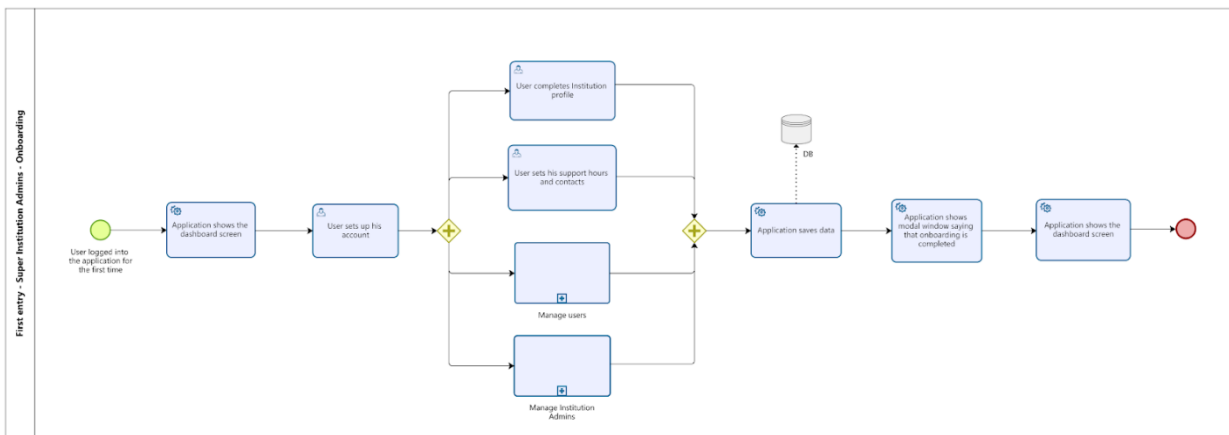 First entry - Super Institution Admins - Onboarding
User logged into
the application for
the first time
Application shows the
dashboard screen
User sets up his
account
User completes Institution
profile
User sets his support hours
and contacts
Manage users
Manage Institution
Admins
DB
Application saves data
Application shows
modal window saying
that onboarding is
completed
Application shows the
dashboard screen